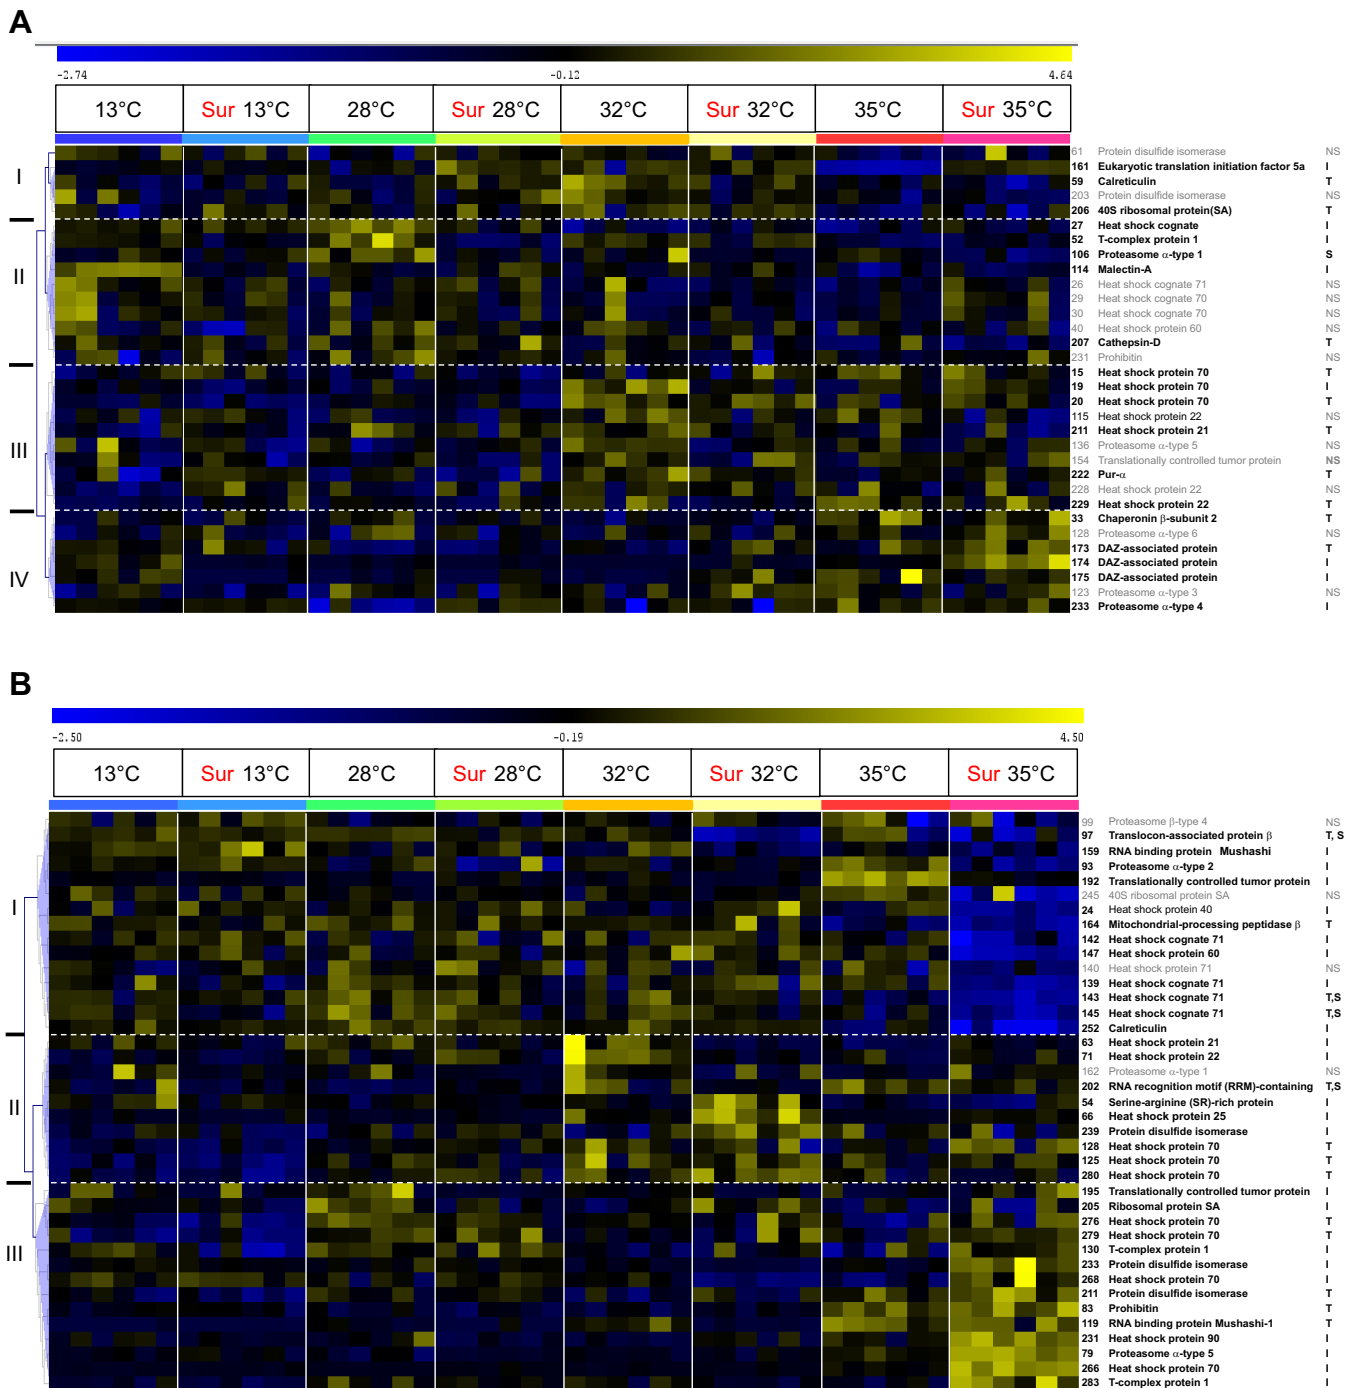 A
-2.74 -0.12 4.64
13°C Sur 13°C 28°C Sur 28°C 32°C Sur 32°C 35°C Sur 35°C
I
II
III
IV
61 Protein disulfide isomerase NS
161 Eukaryotic translation initiation factor 5a I
59 Calreticulin T
203 Protein disulfide isomerase NS
206 40S ribosomal protein(SA) T
27 Heat shock cognate I
52 T-complex protein 1 I
106 Proteasome α-type 1 S
114 Malectin-A I
26 Heat shock cognate 71 NS
29 Heat shock cognate 70 NS
30 Heat shock cognate 70 NS
40 Heat shock protein 60 NS
207 Cathepsin-D T
231 Prohibitin NS
15 Heat shock protein 70 T
19 Heat shock protein 70 I
20 Heat shock protein 70 T
115 Heat shock protein 22 NS
211 Heat shock protein 21 T
136 Proteasome α-type 5 NS
154 Translationally controlled tumor protein NS
222 Pur-α T
228 Heat shock protein 22 NS
229 Heat shock protein 22 T
33 Chaperonin β-subunit 2 T
128 Proteasome α-type 6 NS
173 DAZ-associated protein T
174 DAZ-associated protein I
175 DAZ-associated protein I
123 Proteasome α-type 3 NS
233 Proteasome α-type 4 I
B
-2.50 -0.19 4.50
13°C Sur 13°C 28°C Sur 28°C 32°C Sur 32°C 35°C Sur 35°C
I
II
III
99 Proteasome β-type 4 NS
97 Translocon-associated protein β T, S
159 RNA binding protein Mushashi I
93 Proteasome α-type 2 I
192 Translationally controlled tumor protein I
245 40S ribosomal protein SA NS
24 Heat shock protein 40 I
164 Mitochondrial-processing peptidase β T
142 Heat shock cognate 71 I
147 Heat shock protein 60 I
140 Heat shock protein 71 NS
139 Heat shock cognate 71 I
143 Heat shock cognate 71 T,S
145 Heat shock cognate 71 T,S
252 Calreticulin I
63 Heat shock protein 21 I
71 Heat shock protein 22 I
162 Proteasome α-type 1 NS
202 RNA recognition motif (RRM)-containing T,S
54 Serine-arginine (SR)-rich protein I
66 Heat shock protein 25 I
239 Protein disulfide isomerase I
128 Heat shock protein 70 T
125 Heat shock protein 70 T
280 Heat shock protein 70 T
195 Translationally controlled tumor protein I
205 Ribosomal protein SA I
276 Heat shock protein 70 T
279 Heat shock protein 70 T
130 T-complex protein 1 I
233 Protein disulfide isomerase I
268 Heat shock protein 70 I
211 Protein disulfide isomerase T
83 Prohibitin T
119 RNA binding protein Mushashi-1 T
231 Heat shock protein 90 I
79 Proteasome α-type 5 I
266 Heat shock protein 70 I
283 T-complex protein 1 I